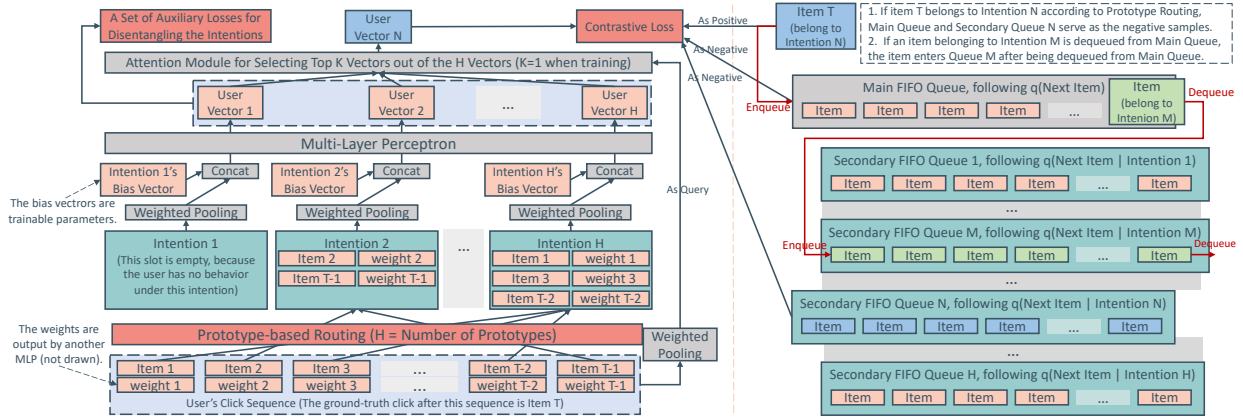 A Set of Auxiliary Losses for
Disentangling the Intentions
User
Vector N
Contrastive Loss
As Positive
As Negative
As Negative
Item T
(belong to
Intention N)
1. If item T belongs to Intention N according to Prototype Routing,
Main Queue and Secondary Queue N serve as the negative samples.
2. If an item belonging to Intention M is dequeued from Main Queue,
the item enters Queue M after being dequeued from Main Queue.
Attention Module for Selecting Top K Vectors out of the H Vectors (K=1 when training)
User
Vector 1
User
Vector 2
...
User
Vector H
Multi-Layer Perceptron
Intention 1's
Bias Vector
Concat
Intention 2's
Bias Vector
Concat
Intention H's
Bias Vector
Concat
As Query
The bias vectrors are
trainable parameters.
Weighted Pooling
Weighted Pooling
Weighted Pooling
Intention 1
(This slot is empty, because
the user has no behavior
under this intention)
Intention 2
Item 2 weight 2
Item T-1 weight T-1
...
Intention H
Item 1 weight 1
Item 3 weight 3
Item T-2 weight T-2
The weights are
output by another
MLP (not drawn).
Prototype-based Routing (H = Number of Prototypes)
Weighted
Pooling
Item 1 Item 2 Item 3 ... Item T-2 Item T-1
weight 1 weight 2 weight 3 ... weight T-2 weight T-1
User's Click Sequence (The ground-truth click after this sequence is Item T)
Enqueue
Main FIFO Queue, following q(Next Item)
Item Item Item Item ...
Item
(belong to
Intenion M)
Dequeue
Secondary FIFO Queue 1, following q(Next Item | Intention 1)
Item Item Item Item ... Item
...
Enqueue
Secondary FIFO Queue M, following q(Next Item | Intention M)
Item Item Item Item ... Item
Dequeue
...
Secondary FIFO Queue N, following q(Next Item | Intention N)
Item Item Item Item ... Item
...
Secondary FIFO Queue H, following q(Next Item | Intention H)
Item Item Item Item ... Item